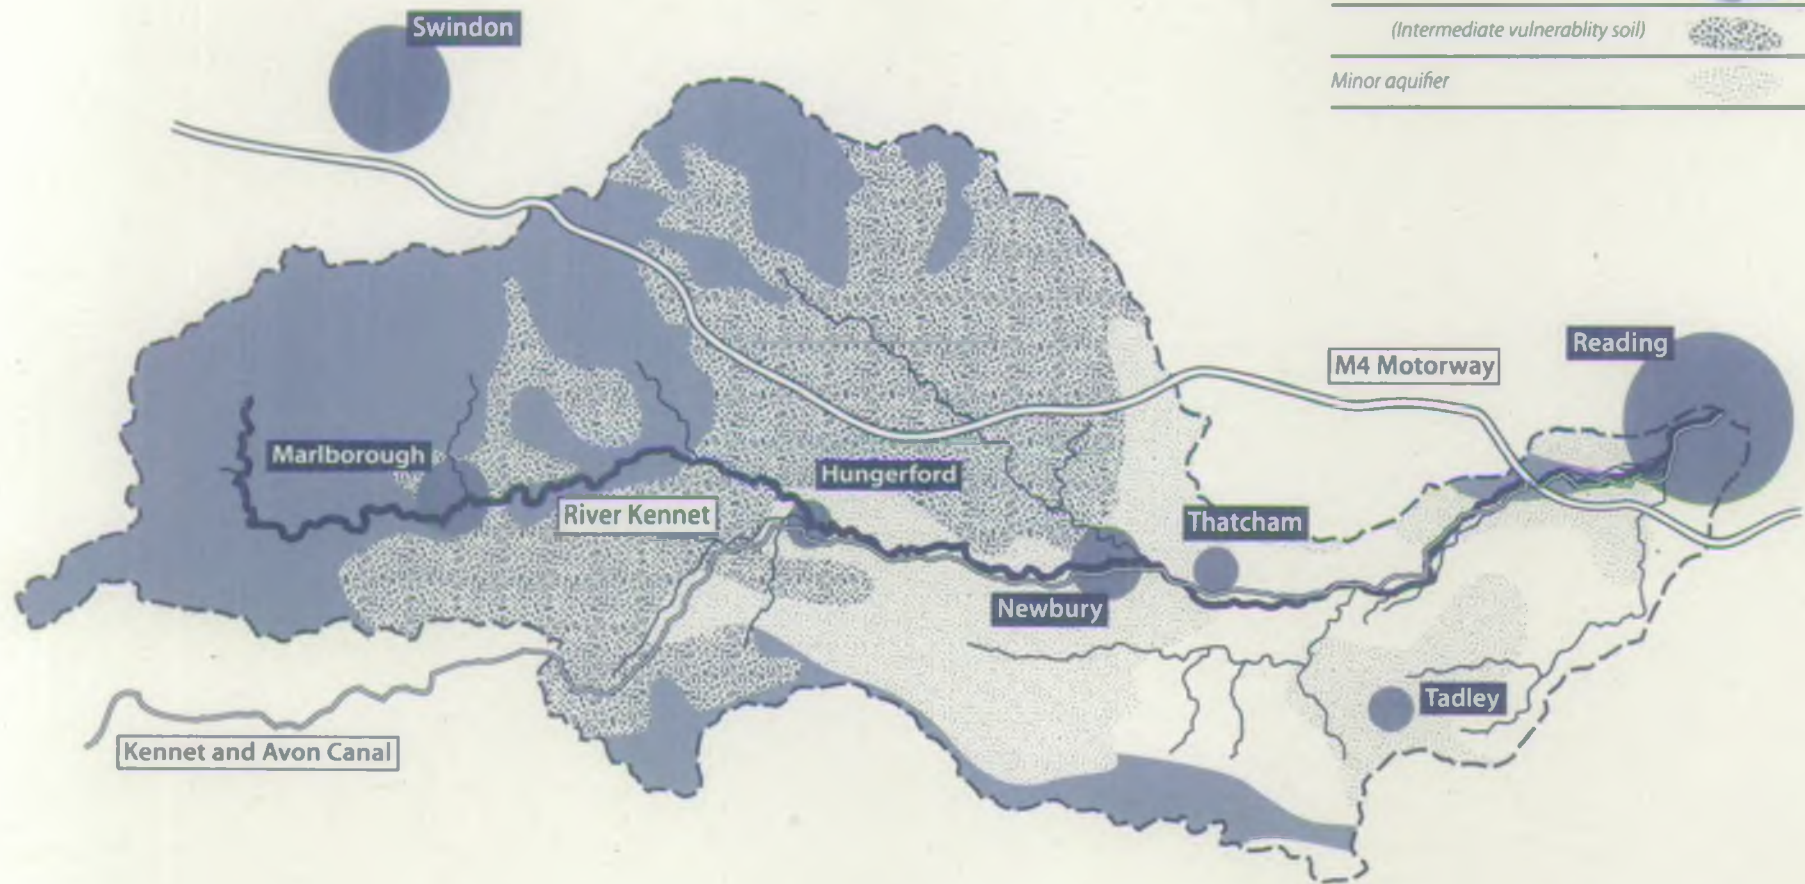 Swindon
(Intermediate vulnerablity soil)
Minor aquifier
Reading
M4 Motorway
Marlborough
Hungerford
River Kennet
Thatcham
Newbury
Tadley
Kennet and Avon Canal